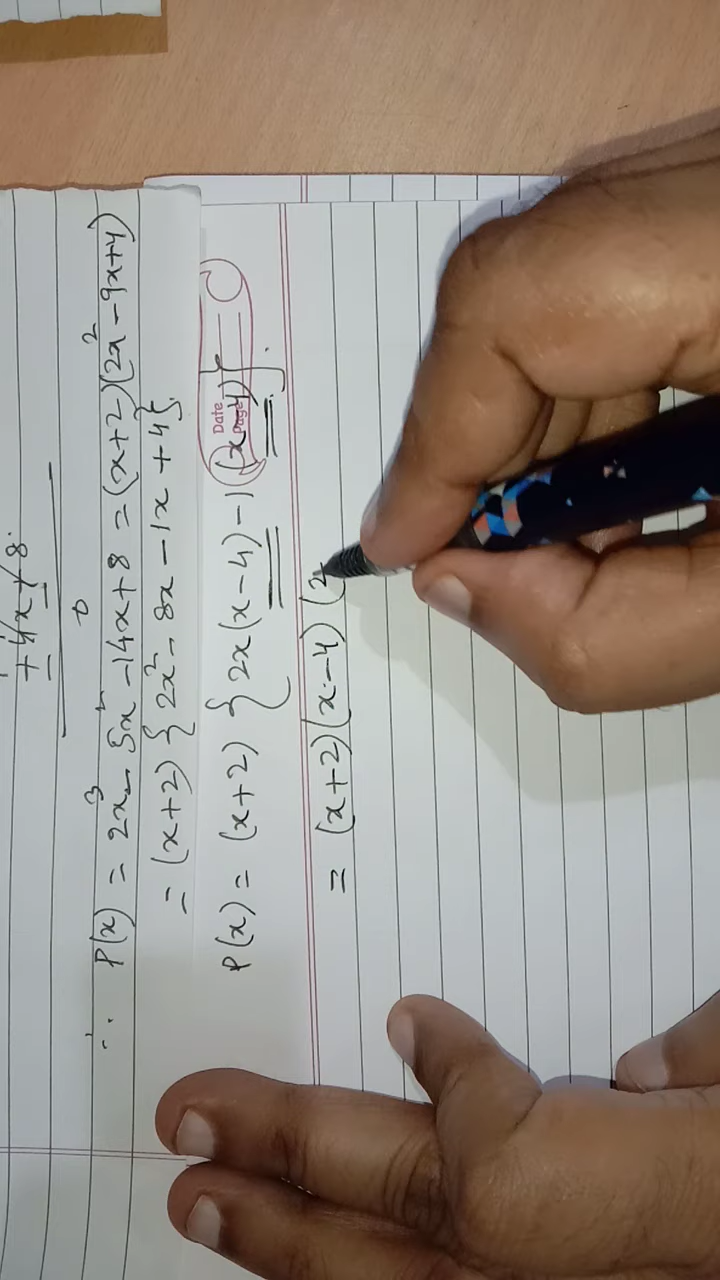 + 4x + 8.
0
∴ P(x) = 2x³ - 5x² - 14x + 8 = (x+2)(2x² - 9x + 4)
= (x+2) { 2x² - 8x - 1x + 4 }.
P(x) = (x+2) { 2x(x-4) - 1(x-4) }.
Date
Page
= (x+2)(x-4)(2